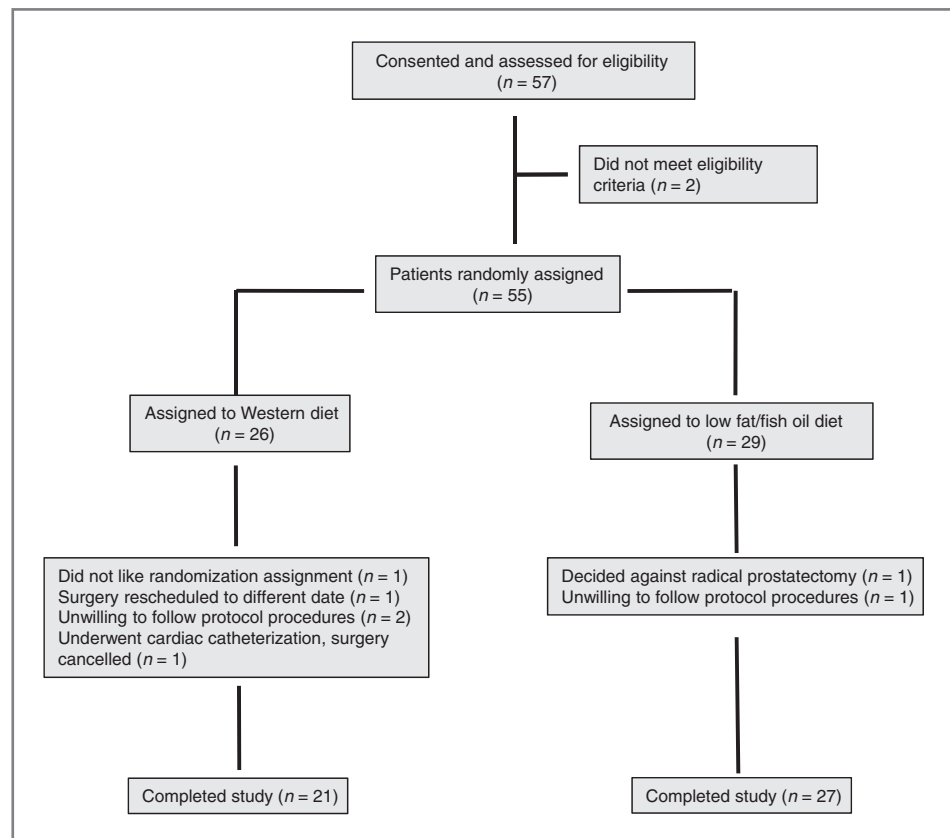 Consented and assessed for eligibility
(n = 57)
Did not meet eligibility
criteria (n = 2)
Patients randomly assigned
(n = 55)
Assigned to Western diet
(n = 26)
Assigned to low fat/fish oil diet
(n = 29)
Did not like randomization assignment (n = 1)
Surgery rescheduled to different date (n = 1)
Unwilling to follow protocol procedures (n = 2)
Underwent cardiac catheterization, surgery
cancelled (n = 1)
Decided against radical prostatectomy (n = 1)
Unwilling to follow protocol procedures (n = 1)
Completed study (n = 21)
Completed study (n = 27)